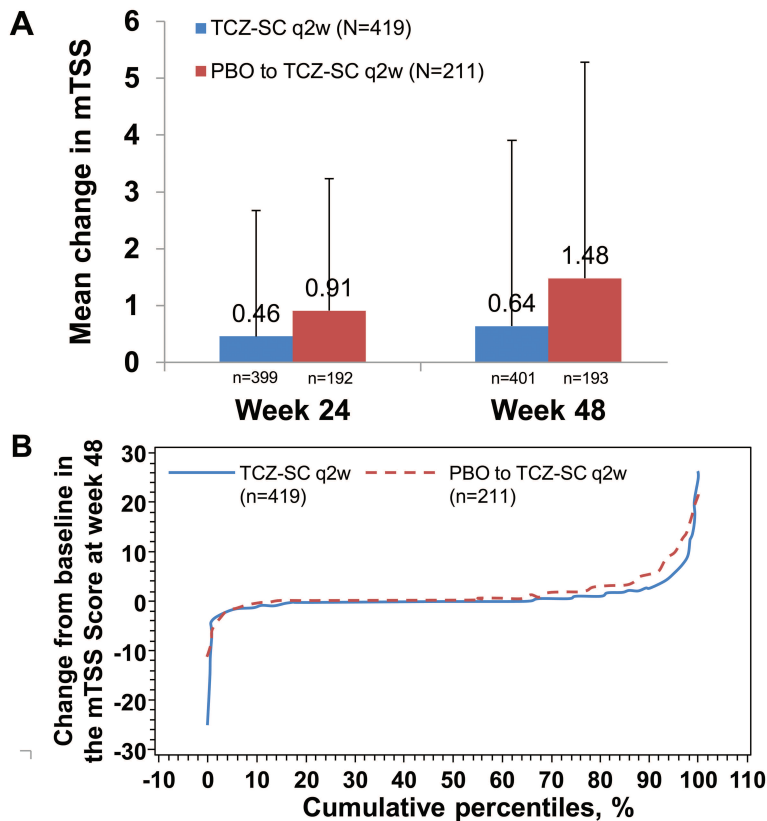 A
Mean change in mTSS
6
5
4
3
2
1
0
TCZ-SC q2w (N=419)
PBO to TCZ-SC q2w (N=211)
0.46
0.91
0.64
1.48
n=399
n=192
n=401
n=193
Week 24
Week 48
B
Change from baseline in
the mTSS Score at week 48
30
20
10
0
-10
-20
-30
TCZ-SC q2w
(n=419)
PBO to TCZ-SC q2w
(n=211)
-10 0 10 20 30 40 50 60 70 80 90 100 110
Cumulative percentiles, %